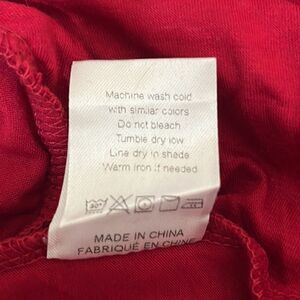 Machine wash cold
with similar colors
Do not bleach
Tumble dry low
Line dry in shade
Warm iron if needed
MADE IN CHINA
FABRIQUÉ EN CHINE